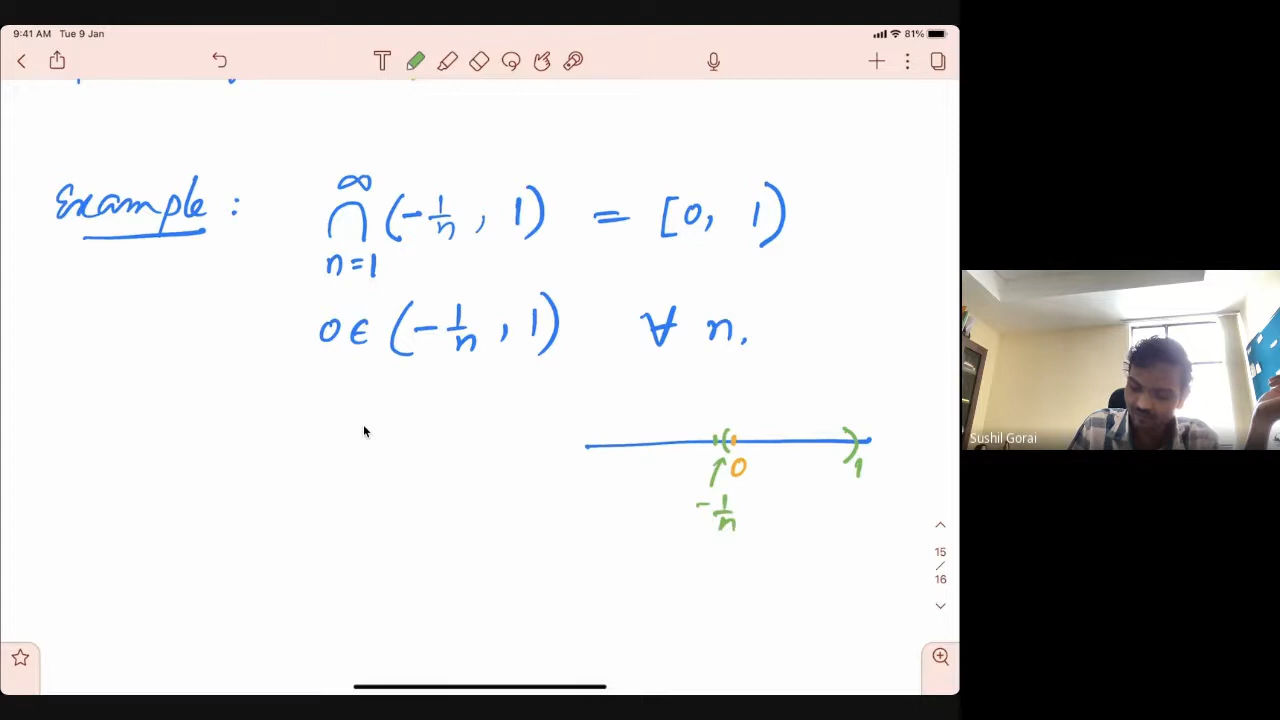 9:41 AM Tue 9 Jan
81%
T
Example : ∞
⋂ (-1/n , 1) = [0, 1)
n=1
0 ∈ (-1/n , 1) ∀ n.
0
1
-1/n
15
/
16
Sushil Gorai